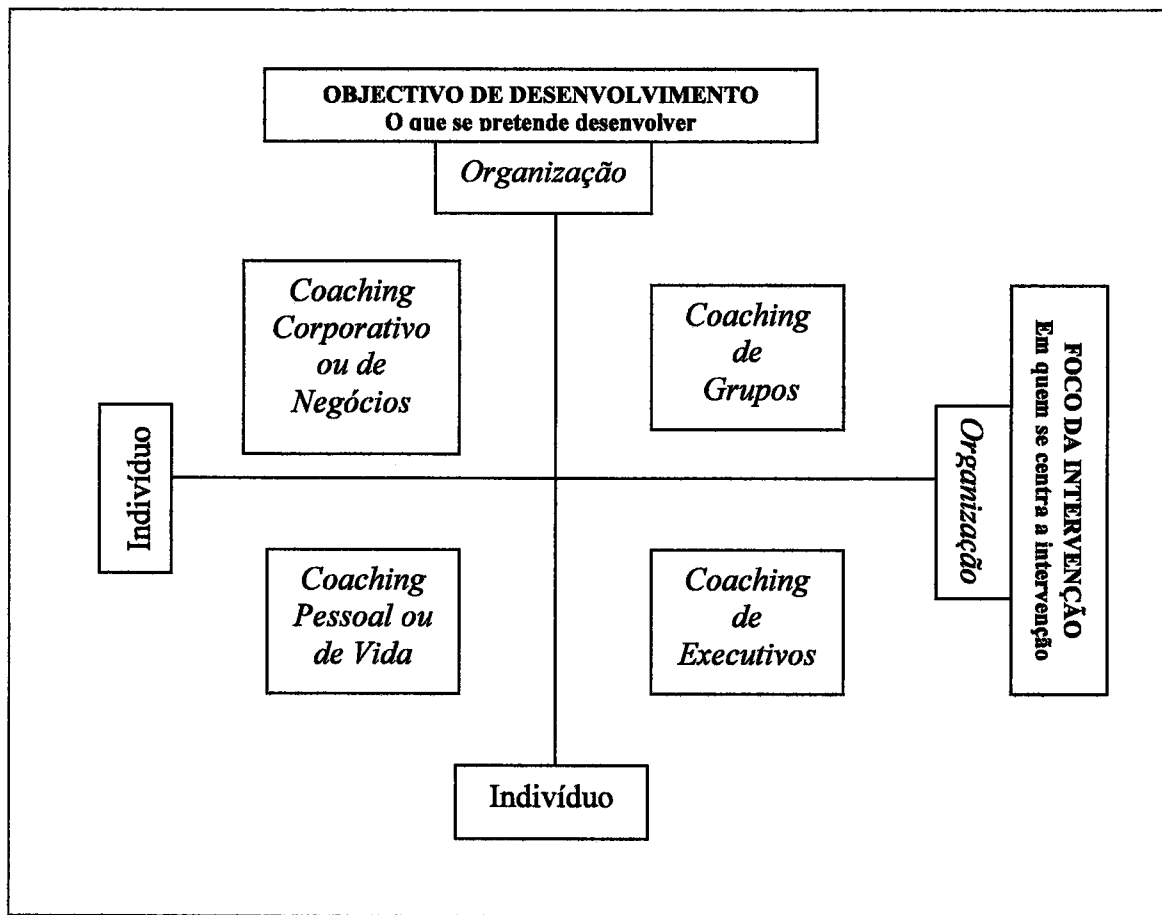 OBJECTIVO DE DESENVOLVIMENTO
O que se pretende desenvolver
Organização
Coaching
Corporativo
ou de
Negócios
Coaching
de
Grupos
Indivíduo
Organização
FOCO DA INTERVENÇÃO
Em quem se centra a intervenção
Coaching
Pessoal ou
de Vida
Coaching
de
Executivos
Indivíduo